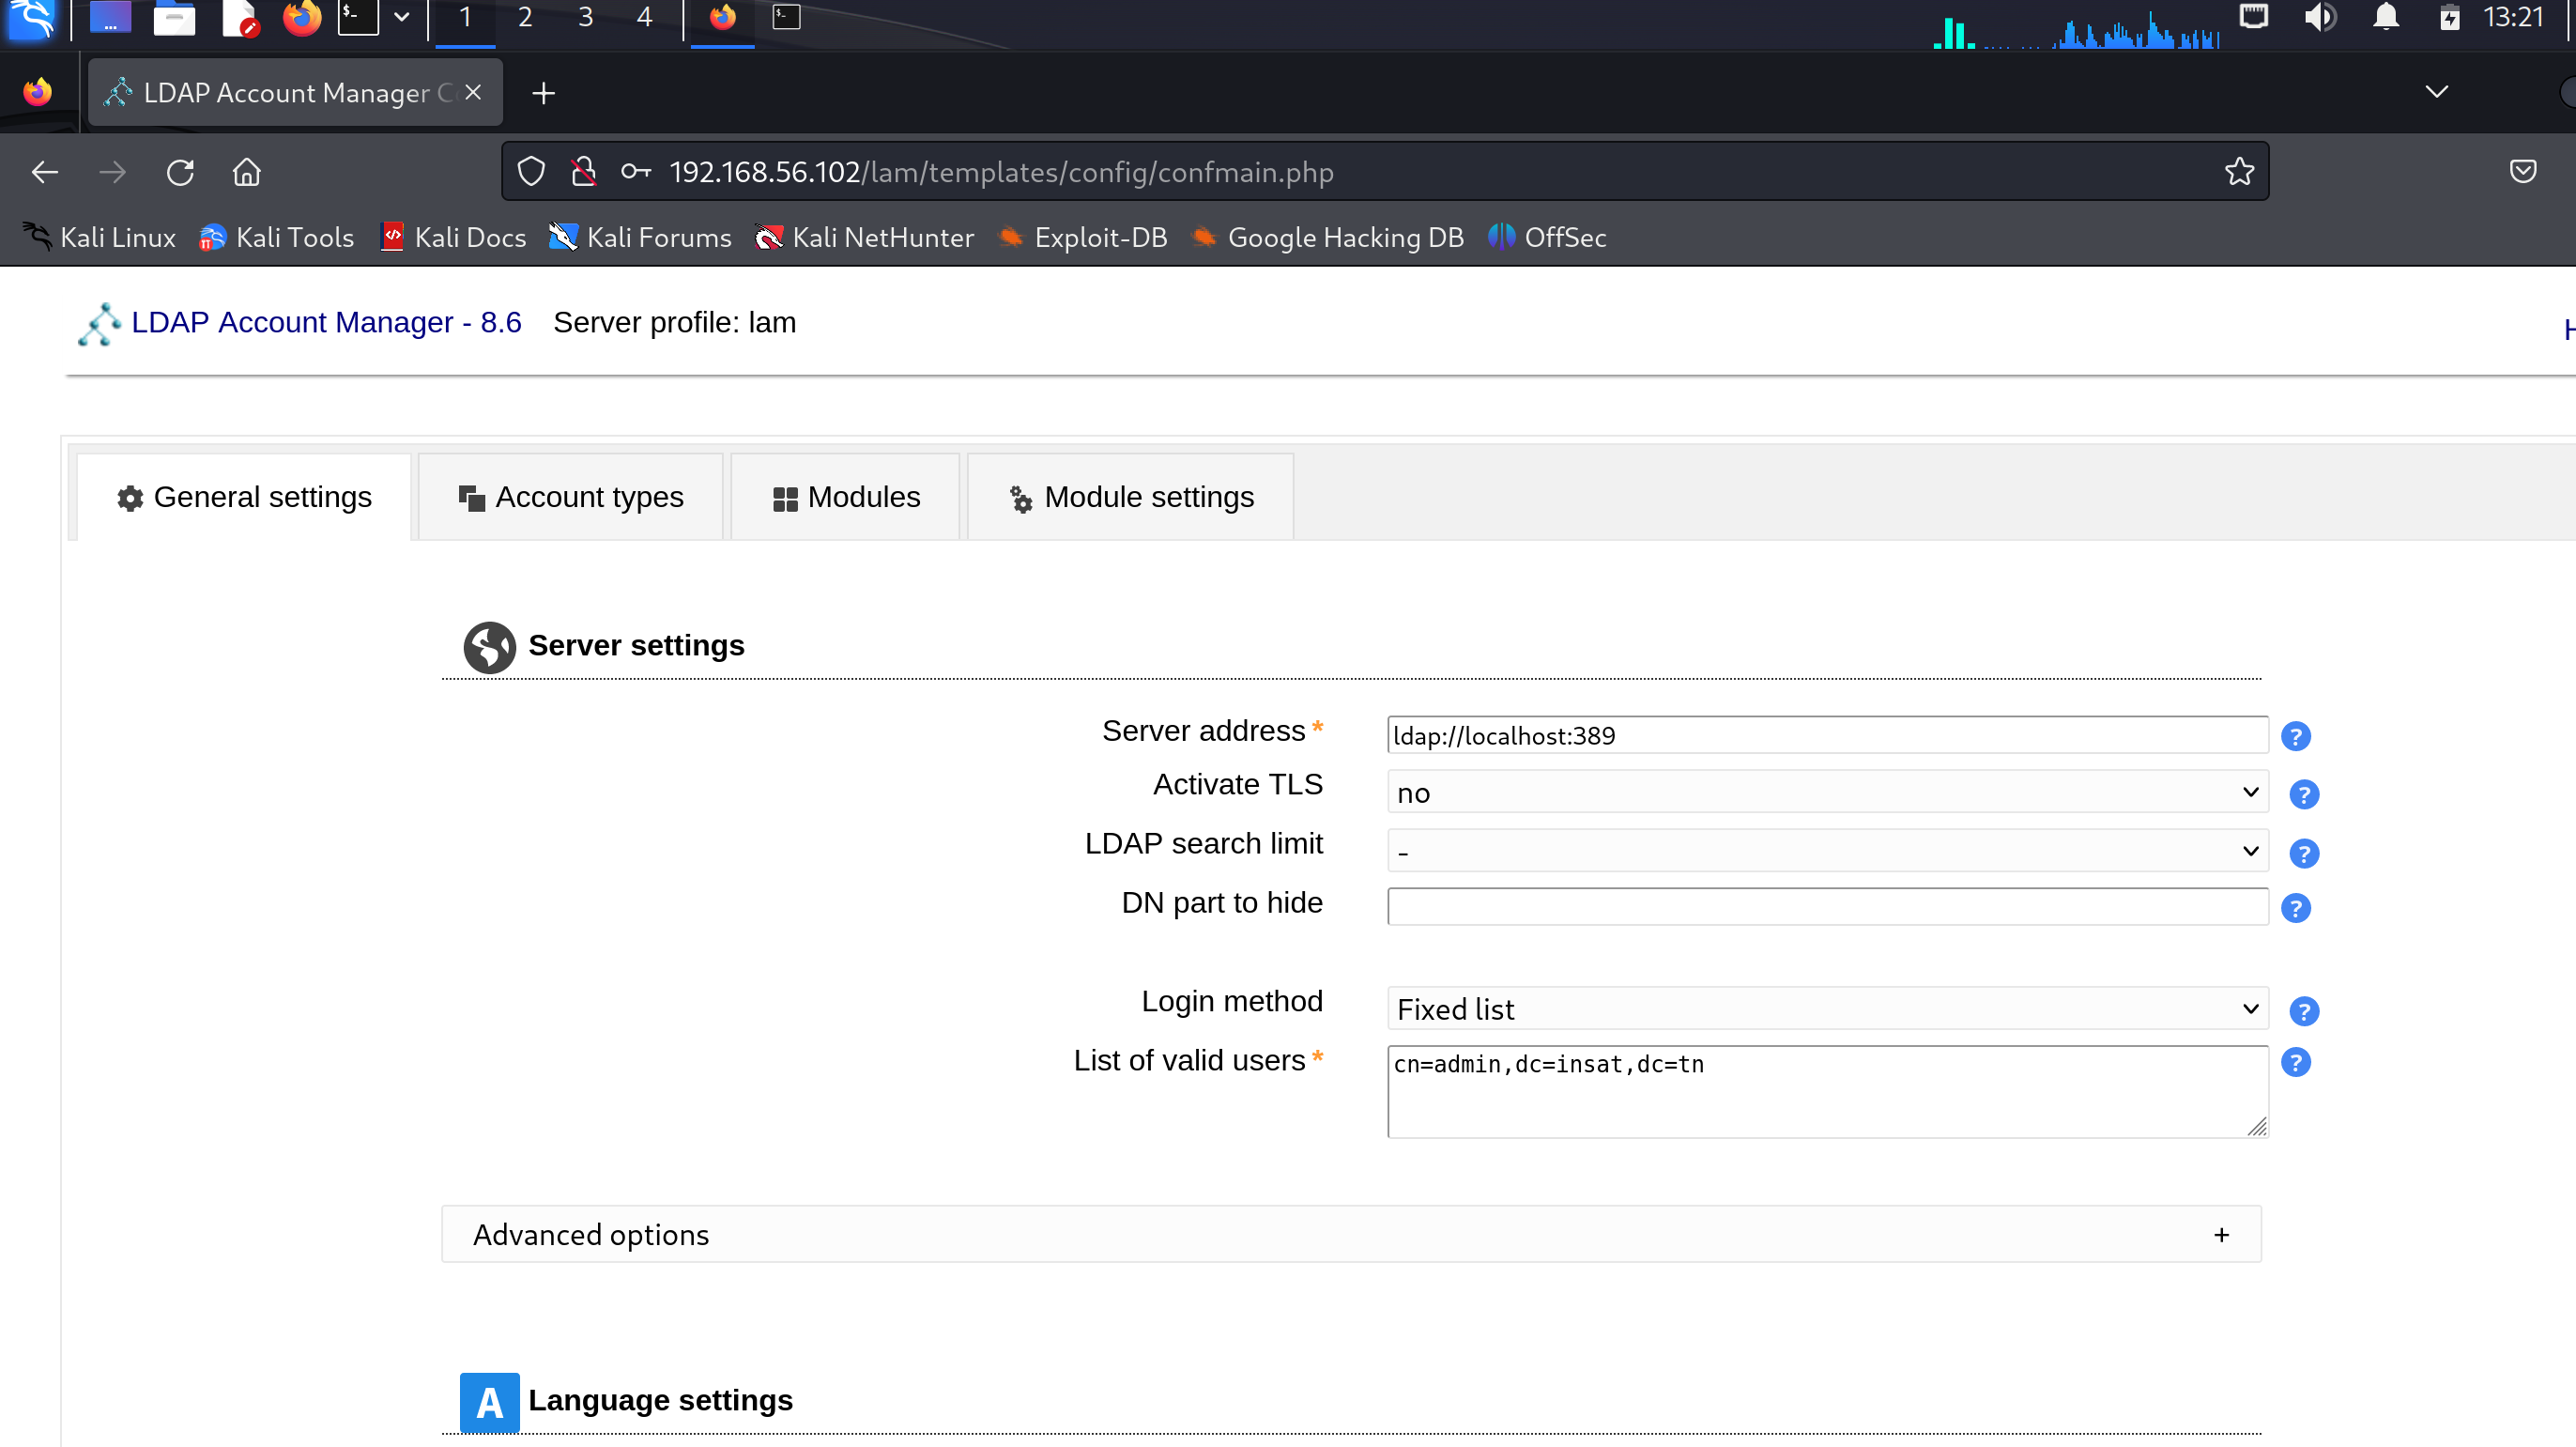 1 2 3 4 13:21
LDAP Account Manager C
192.168.56.102/lam/templates/config/confmain.php
Kali Linux Kali Tools Kali Docs Kali Forums Kali NetHunter Exploit-DB Google Hacking DB OffSec
LDAP Account Manager - 8.6 Server profile: lam
General settings Account types Modules Module settings
Server settings
Server address * ldap://localhost:389
Activate TLS no
LDAP search limit -
DN part to hide
Login method Fixed list
List of valid users * cn=admin,dc=insat,dc=tn
Advanced options +
A Language settings